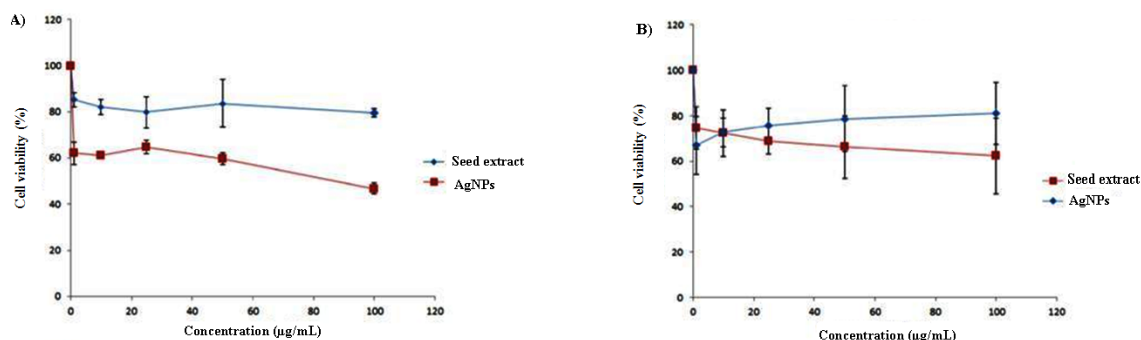 A)
120
100
80
60
40
20
0
Cell viability (%)
0 20 40 60 80 100 120
Concentration (μg/mL)
Seed extract
AgNPs
B)
120
100
80
60
40
20
0
Cell viability (%)
0 20 40 60 80 100 120
Concentration (μg/mL)
Seed extract
AgNPs